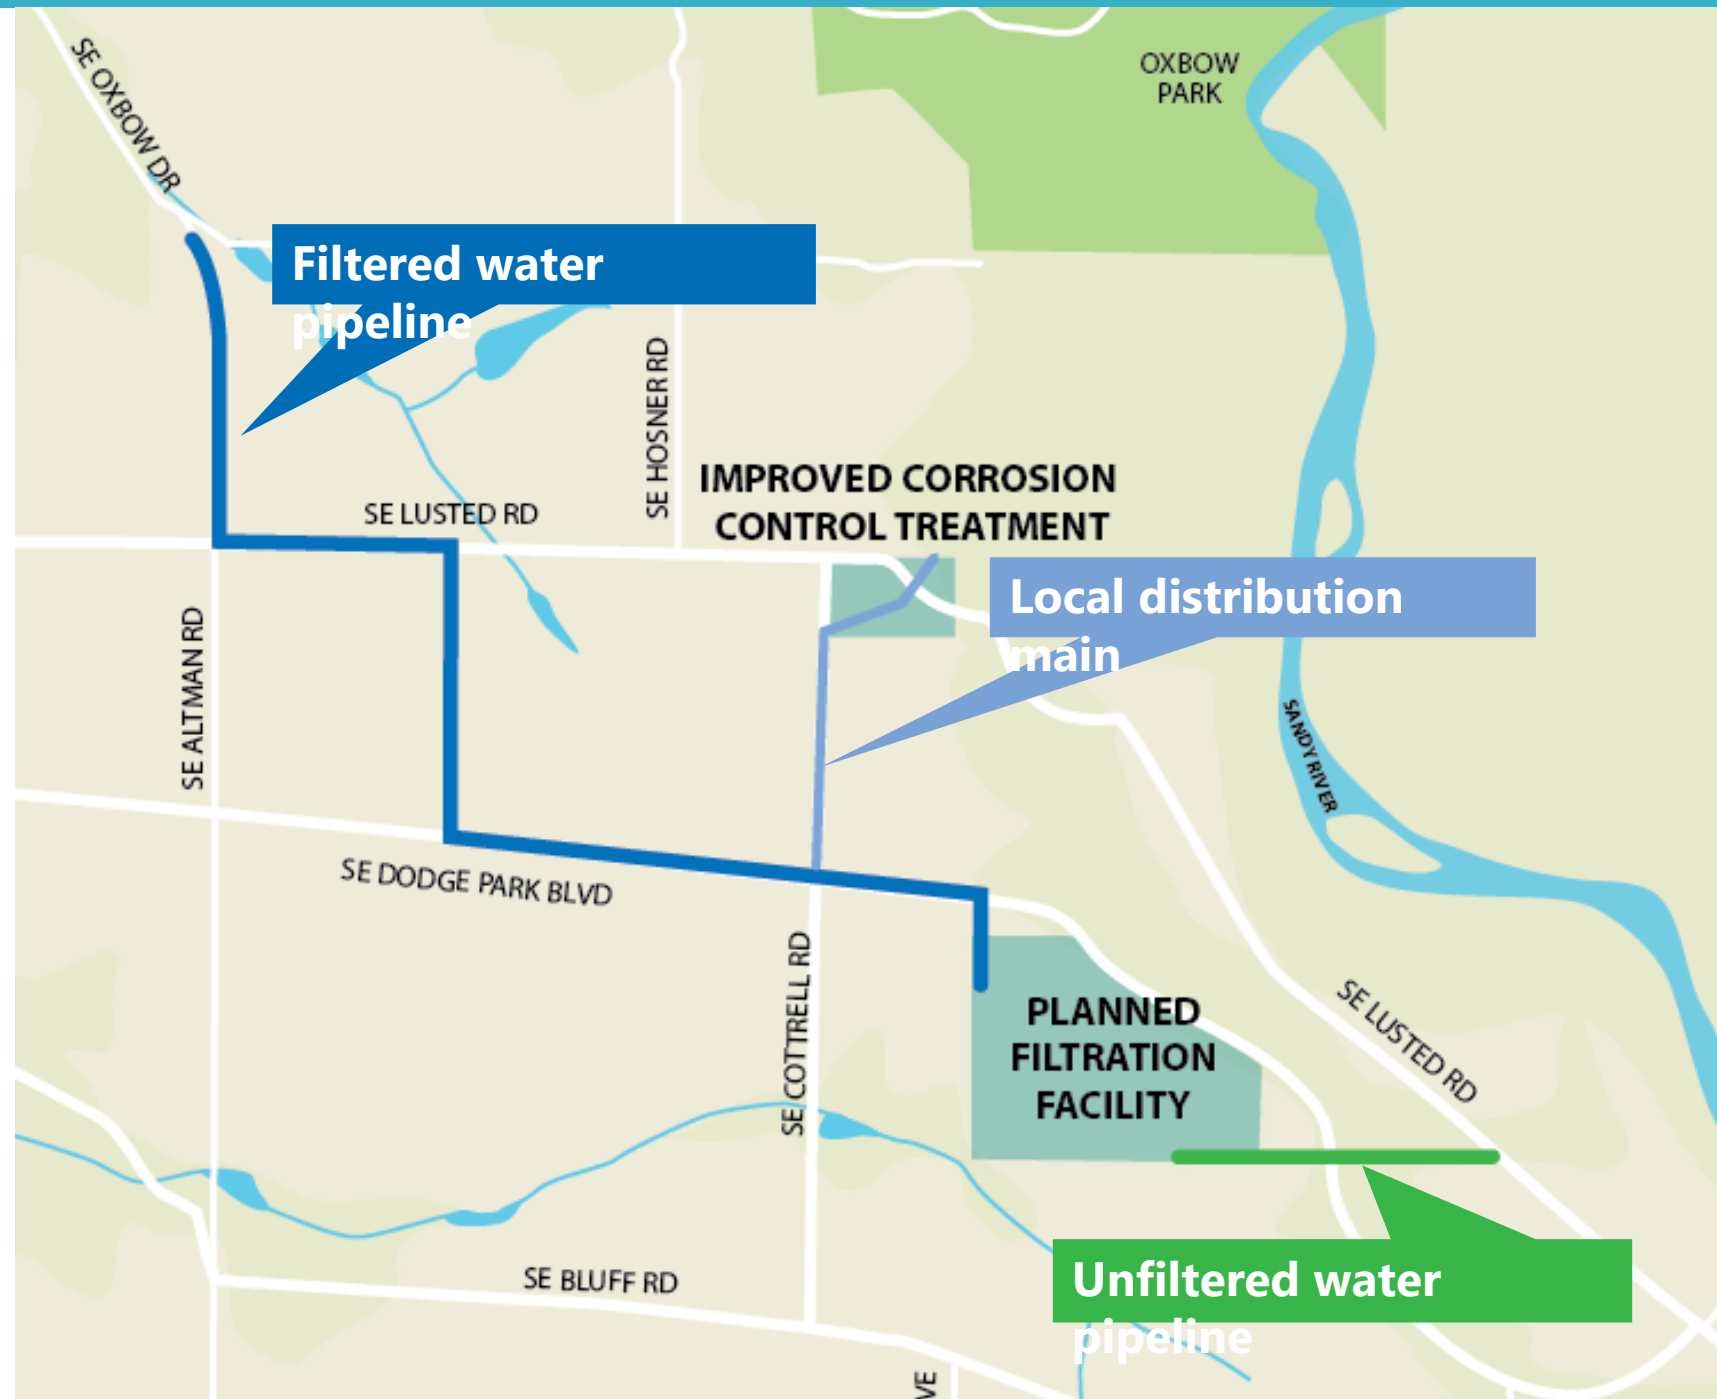 OXBOW
PARK
SE OXBOW DR
Filtered water
pipeline
SE HOSNER RD
IMPROVED CORROSION
CONTROL TREATMENT
SE LUSTED RD
Local distribution
main
SE ALTMAN RD
SANDY RIVER
SE DODGE PARK BLVD
SE COTTRELL RD
PLANNED
FILTRATION
FACILITY
SE LUSTED RD
Unfiltered water
pipeline
SE BLUFF RD
VE